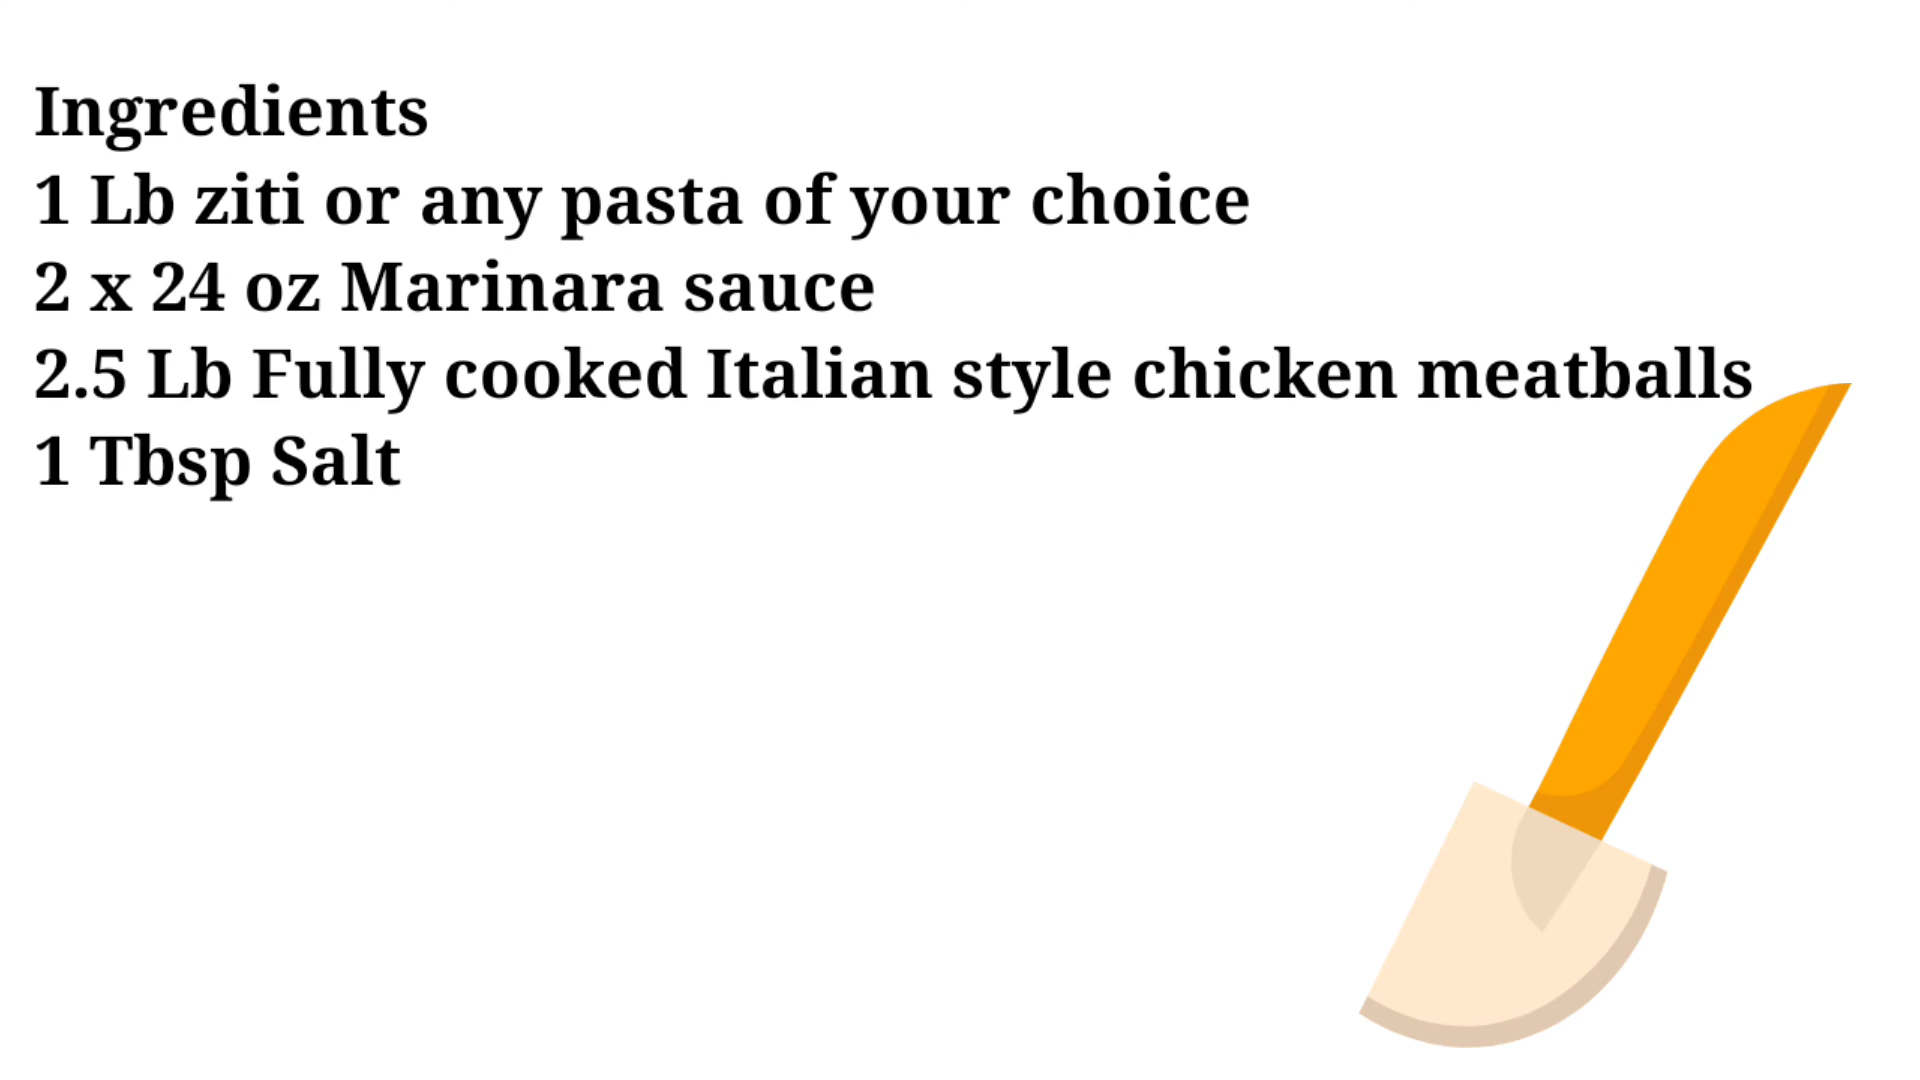 Ingredients
1 Lb ziti or any pasta of your choice
2 x 24 oz Marinara sauce
2.5 Lb Fully cooked Italian style chicken meatballs
1 Tbsp Salt